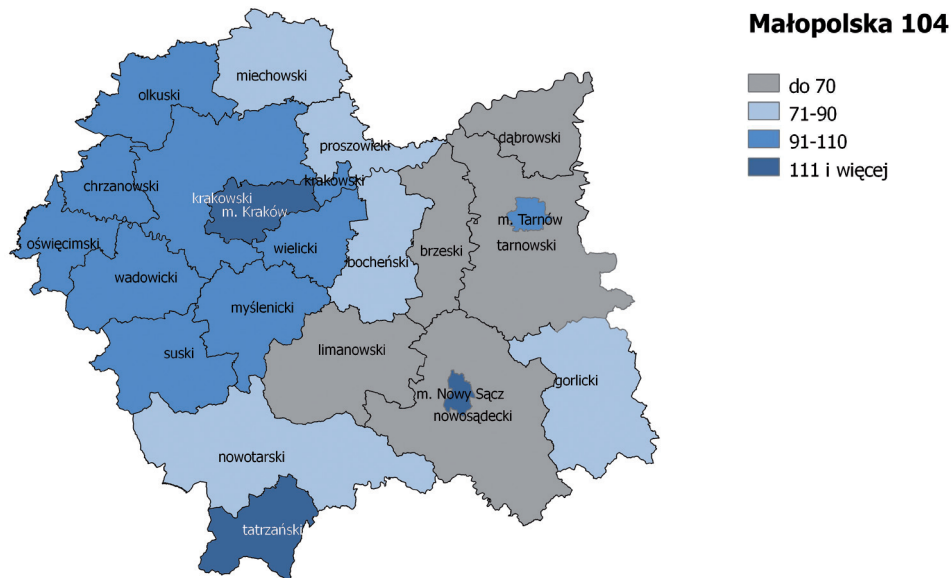 Małopolska 104
do 70
71-90
91-110
111 i więcej
miechowski
olkuski
proszowicki
dąbrowski
chrzanowski
krakowski
krakowski
m. Kraków
m. Tarnów
oświęcimski
wielicki
bocheński
brzeski
tarnowski
wadowicki
myślenicki
suski
limanowski
gorlicki
m. Nowy Sącz
nowosądecki
nowotarski
tatrzański